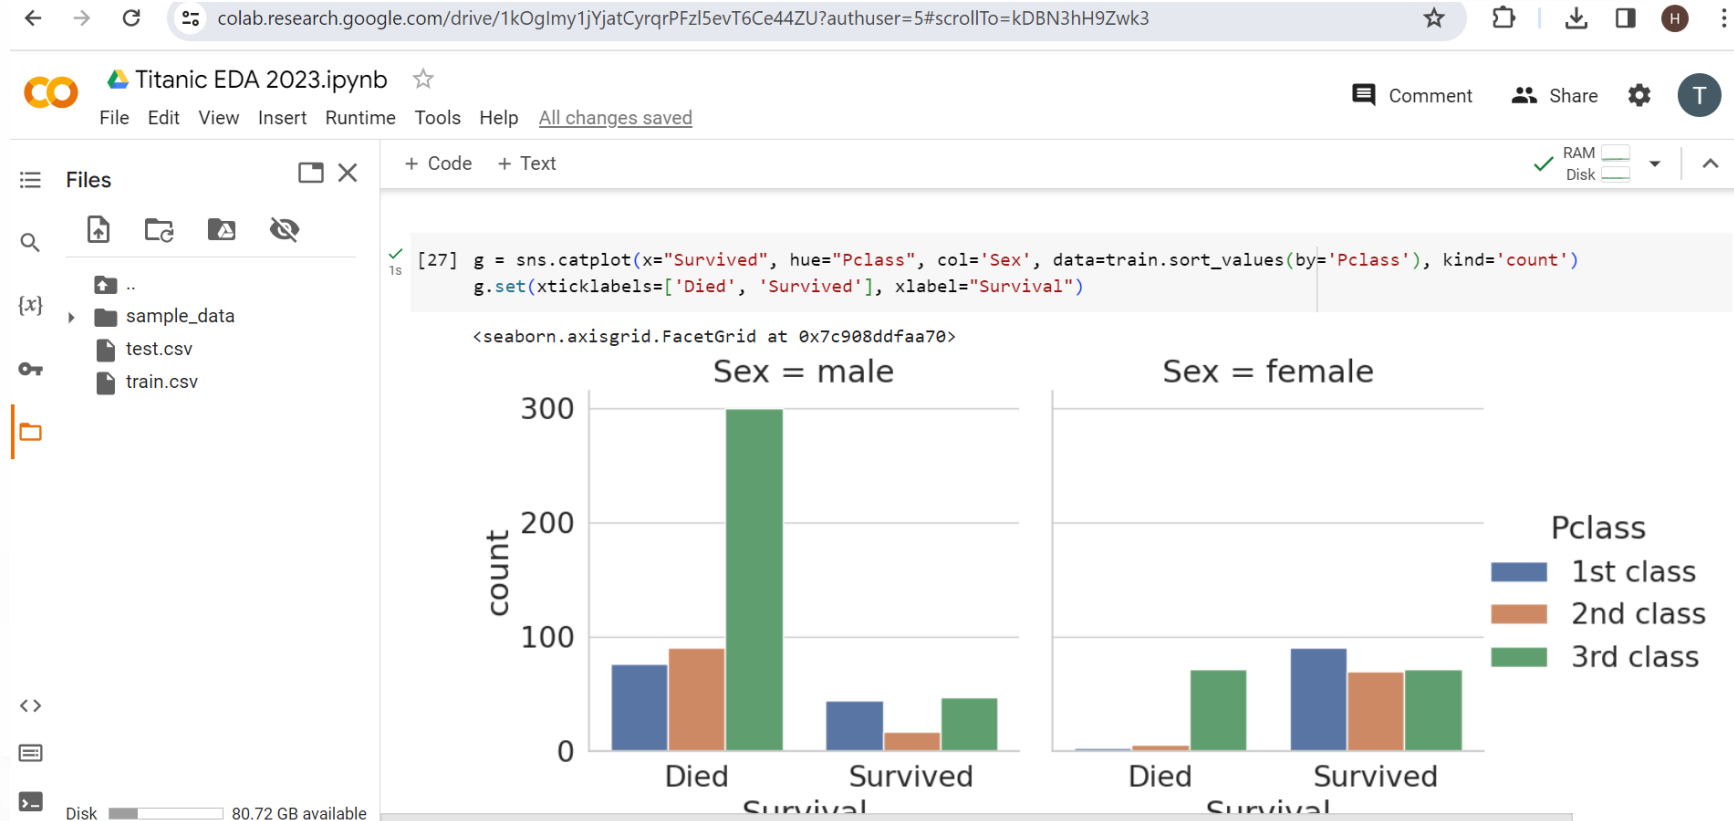 colab.research.google.com/drive/1kOgImy1jYjatCyrqrPFzl5evT6Ce44ZU?authuser=5#scrollTo=kDBN3hH9Zwk3
H
CO
Titanic EDA 2023.ipynb
File Edit View Insert Runtime Tools Help All changes saved
Comment Share T
Files
+ Code + Text
RAM
Disk
..
sample_data
test.csv
train.csv
{x}
Disk 80.72 GB available
1s
[27] g = sns.catplot(x="Survived", hue="Pclass", col='Sex', data=train.sort_values(by='Pclass'), kind='count')
g.set(xticklabels=['Died', 'Survived'], xlabel="Survival")
<seaborn.axisgrid.FacetGrid at 0x7c908ddfaa70>
Sex = male Sex = female
300
200
100
0
count
Died Survived Died Survived
Survival Survival
Pclass
1st class
2nd class
3rd class